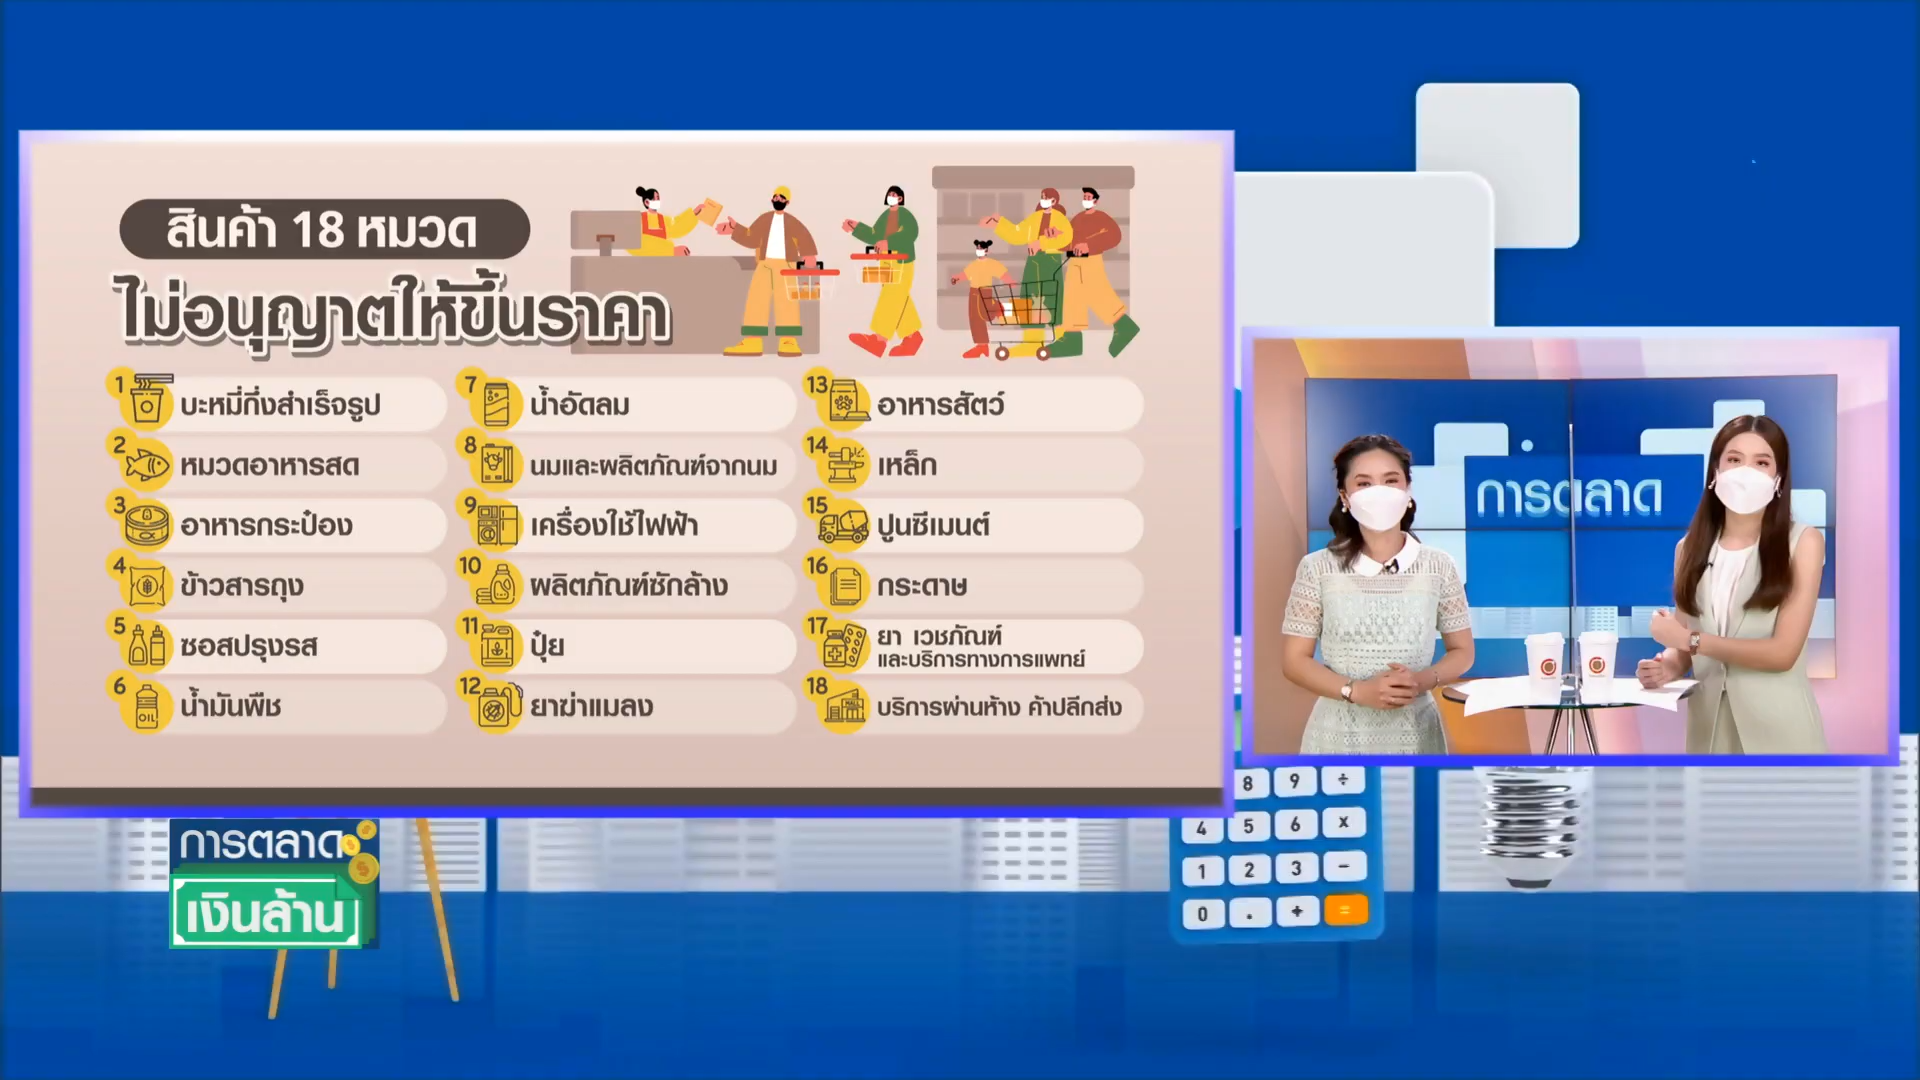 สินค้า 18 หมวด
ไม่อนุญาตให้ขึ้นราคา
1 บะหมี่กึ่งสำเร็จรูป
2 หมวดอาหารสด
3 อาหารกระป๋อง
4 ข้าวสารถุง
5 ซอสปรุงรส
6 น้ำมันพืช
OIL
7 น้ำอัดลม
8 นมและผลิตภัณฑ์จากนม
9 เครื่องใช้ไฟฟ้า
10 ผลิตภัณฑ์ซักล้าง
11 ปุ๋ย
12 ยาฆ่าแมลง
13 อาหารสัตว์
14 เหล็ก
15 ปูนซีเมนต์
16 กระดาษ
17 ยา เวชภัณฑ์
และบริการทางการแพทย์
18 บริการผ่านห้าง ค้าปลีกส่ง
MALL
การตลาด
8 9 ÷
4 5 6 x
1 2 3 −
0 . + =
การตลาด
เงินล้าน